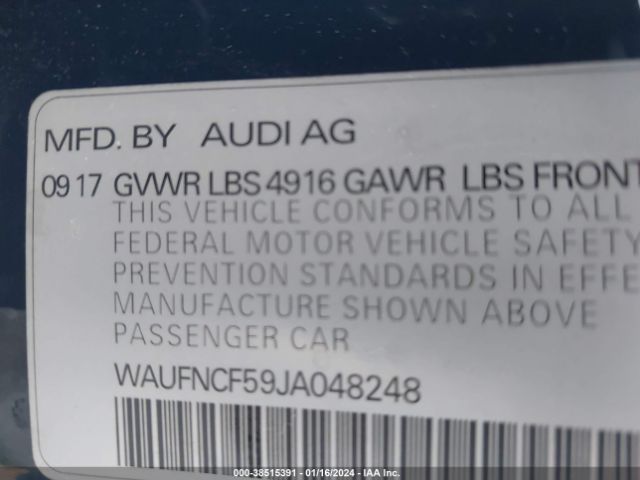 MFD. BY AUDI AG
09 17 GVWR LBS 4916 GAWR LBS FRONT
THIS VEHICLE CONFORMS TO ALL
FEDERAL MOTOR VEHICLE SAFETY
PREVENTION STANDARDS IN EFFE
MANUFACTURE SHOWN ABOVE
PASSENGER CAR
WAUFNCF59JA048248
000-38515391 - 01/16/2024 - IAA Inc.